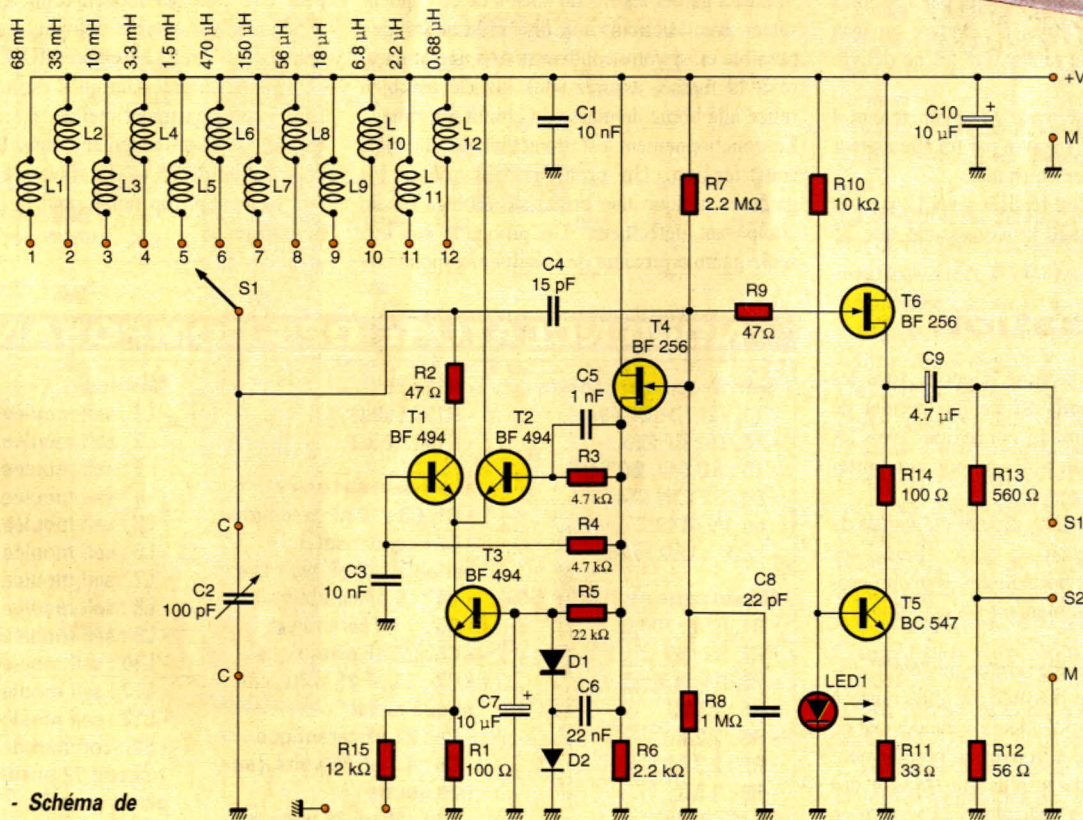 68 mH
33 mH
10 mH
3.3 mH
1.5 mH
470 µH
150 µH
56 µH
18 µH
6.8 µH
2.2 µH
0.68 µH
+V
M
L1
L2
L3
L4
L5
L6
L7
L8
L9
L 10
L 11
L 12
C1
10 nF
C10
10 µF
+
R7
2.2 MΩ
R10
10 kΩ
1 2 3 4 5 6 7 8 9 10 11 12
S1
C4
15 pF
R9
47Ω
T6
BF 256
T4
BF 256
R2
47 Ω
C5
1 nF
C9
4.7 µF
T1
BF 494
T2
BF 494
R3
4.7 kΩ
R14
100 Ω
R13
560 Ω
S1
C
R4
4.7 kΩ
C3
10 nF
T3
BF 494
C2
100 pF
R5
22 kΩ
C8
22 pF
T5
BC 547
S2
C
D1
C7
10 µF
+
C6
22 nF
LED1
M
D2
R8
1 MΩ
R15
12 kΩ
R1
100 Ω
R6
2.2 kΩ
R11
33 Ω
R12
56 Ω
- Schéma de